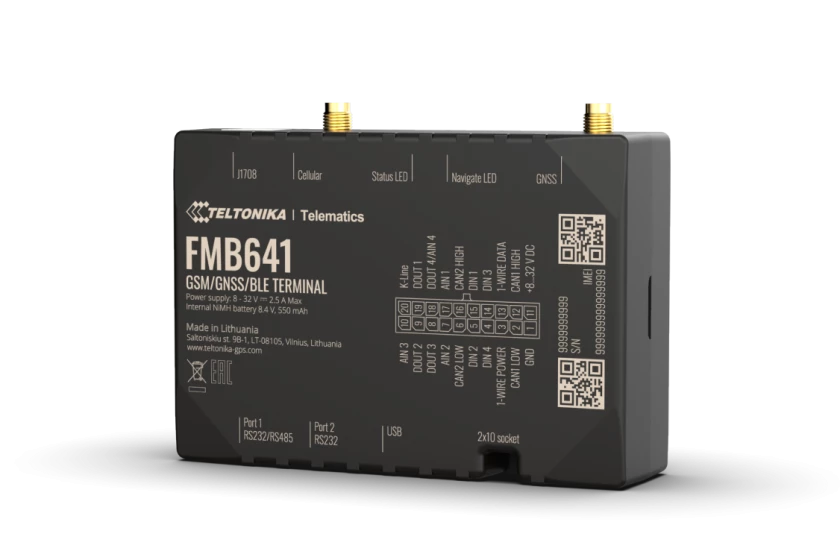 J1708
Cellular
Status LED
Navigate LED
GNSS
TELTONIKA | Telematics
FMB641
GSM/GNSS/BLE TERMINAL
Power supply: 8 - 32 V ⎓ 2.5 A Max
Internal NiMH battery 8.4 V, 550 mAh
Made in Lithuania
Saltoniskiu st. 9B-1, LT-08105, Vilnius, Lithuania
www.teltonika-gps.com
EAC
K-Line
DOUT 1
DOUT 4/AIN 4
AIN 1
CAN2 HIGH
DIN 1
DIN 3
1-WIRE DATA
CAN1 HIGH
+8...32 V DC
20 19 18 17 16 15 14 13 12 11
10 9 8 7 6 5 4 3 2 1
AIN 3
DOUT 2
DOUT 3
AIN 2
CAN2 LOW
DIN 2
DIN 4
1-WIRE POWER
CAN1 LOW
GND
IMEI
999999999999999
S/N
9999999999
Port 1
RS232/RS485
Port 2
RS232
USB
2x10 socket